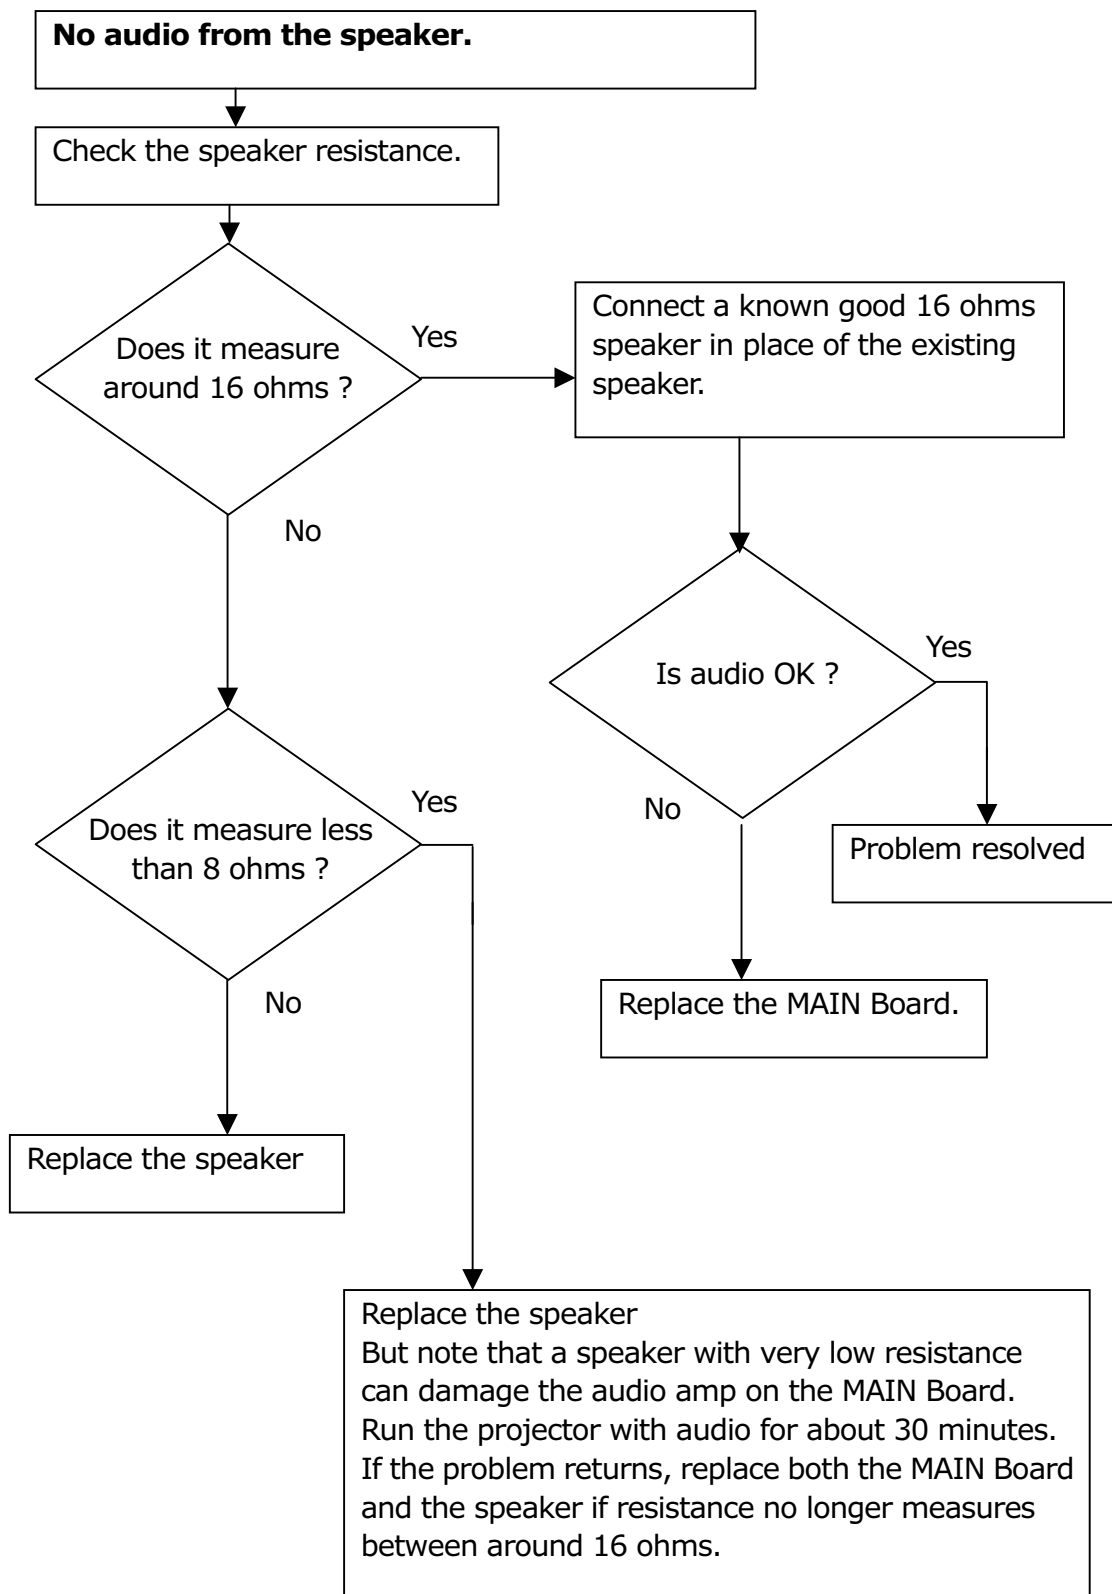 No audio from the speaker.
Check the speaker resistance.
Does it measure
around 16 ohms ?
Yes
Connect a known good 16 ohms
speaker in place of the existing
speaker.
No
Is audio OK ?
Yes
No
Problem resolved
Replace the MAIN Board.
Does it measure less
than 8 ohms ?
Yes
No
Replace the speaker
Replace the speaker
But note that a speaker with very low resistance
can damage the audio amp on the MAIN Board.
Run the projector with audio for about 30 minutes.
If the problem returns, replace both the MAIN Board
and the speaker if resistance no longer measures
between around 16 ohms.